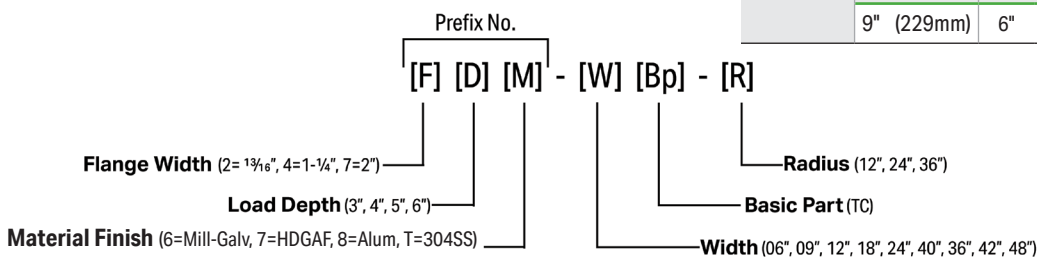 9" (229mm) 6"
Prefix No.
[F] [D] [M] - [W] [Bp] - [R]
Flange Width (2= 13⁄16", 4=1-¼", 7=2")
Radius (12", 24", 36")
Load Depth (3", 4", 5", 6")
Basic Part (TC)
Material Finish (6=Mill-Galv, 7=HDGAF, 8=Alum, T=304SS)
Width (06", 09", 12", 18", 24", 40", 36", 42", 48")